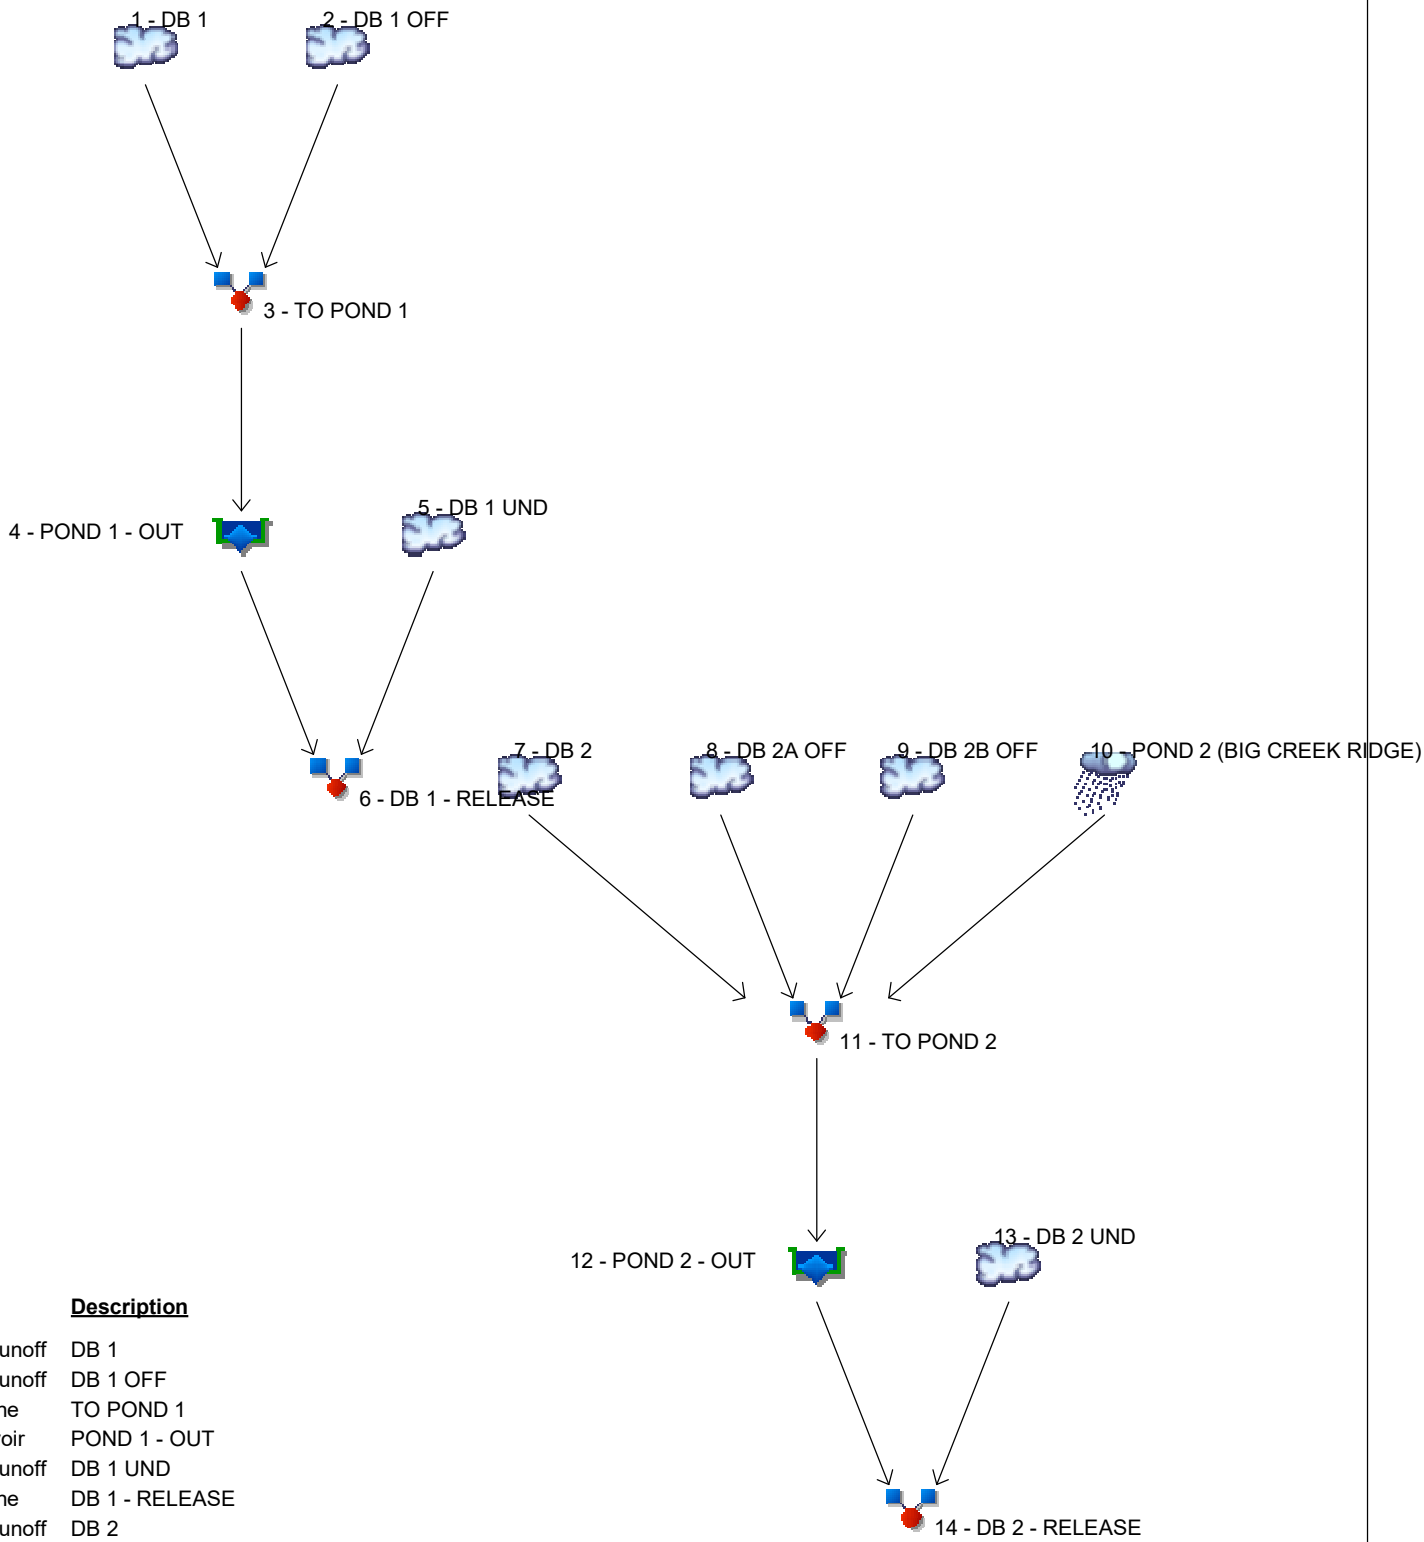 1 - DB 1
2 - DB 1 OFF
3 - TO POND 1
4 - POND 1 - OUT
5 - DB 1 UND
6 - DB 1 - RELEASE
7 - DB 2
8 - DB 2A OFF
9 - DB 2B OFF
10 - POND 2 (BIG CREEK RIDGE)
11 - TO POND 2
12 - POND 2 - OUT
13 - DB 2 UND
14 - DB 2 - RELEASE
Description
unoff DB 1
unoff DB 1 OFF
ne TO POND 1
oir POND 1 - OUT
unoff DB 1 UND
ne DB 1 - RELEASE
unoff DB 2